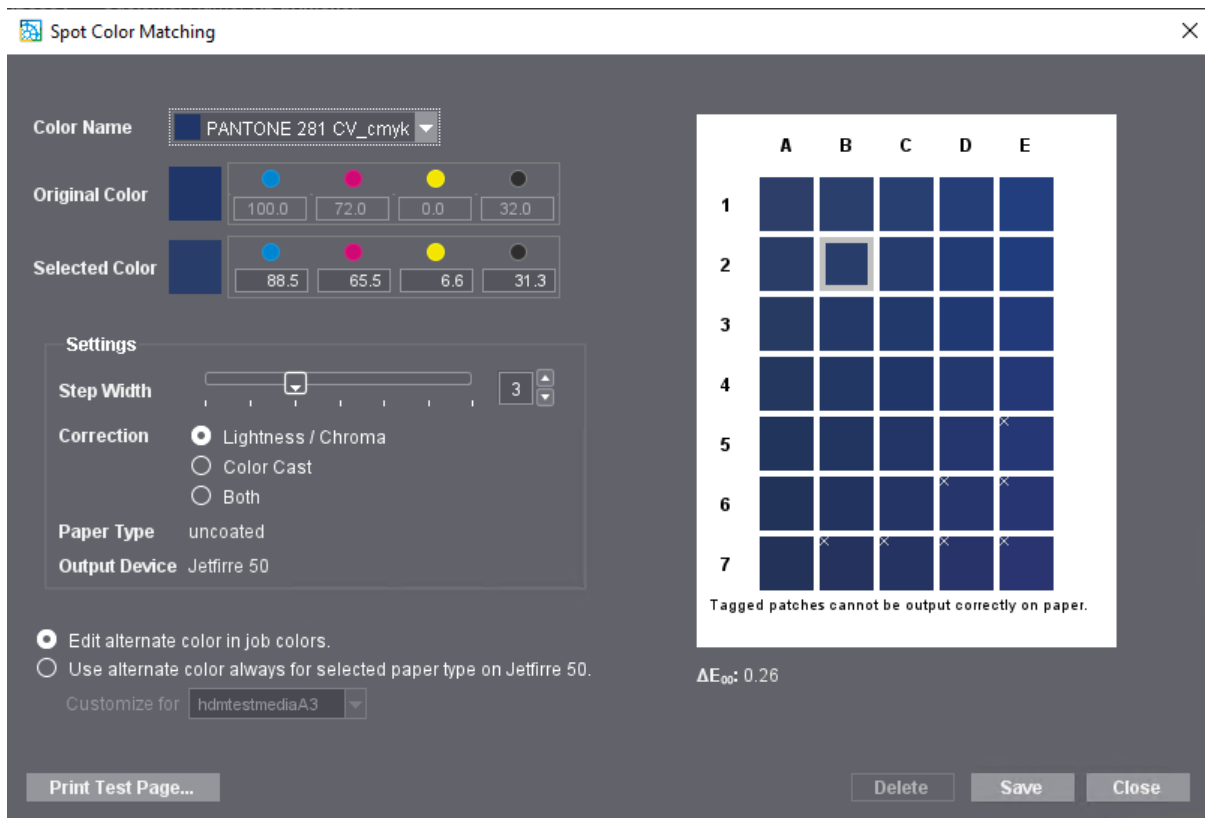 Spot Color Matching
Color Name PANTONE 281 CV_cmyk
Original Color 100.0 72.0 0.0 32.0
Selected Color 88.5 65.5 6.6 31.3
Settings
Step Width 3
Correction Lightness / Chroma
Color Cast
Both
Paper Type uncoated
Output Device Jetfirre 50
Edit alternate color in job colors.
Use alternate color always for selected paper type on Jetfirre 50.
Customize for hdmtestmediaA3
A B C D E
1
2
3
4
5
6
7
Tagged patches cannot be output correctly on paper.
ΔE₀₀: 0.26
Print Test Page... Delete Save Close